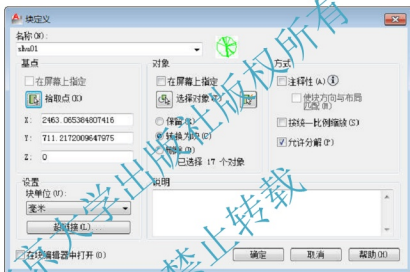 块定义
名称(N):
shu01
基点
在屏幕上指定
拾取点(K)
X: 2463.065384807416
Y: 711.2172009647975
Z: 0
对象
在屏幕上指定
选择对象(T)
保留(R)
转换为块(C)
删除(D)
已选择 17 个对象
方式
注释性(A)
使块方向与布局
匹配(M)
按统一比例缩放(S)
允许分解(P)
设置
块单位(U):
毫米
超链接(L)...
说明
在块编辑器中打开(O)
确定
取消
帮助(H)
京大学出版社版权所有
禁止转载